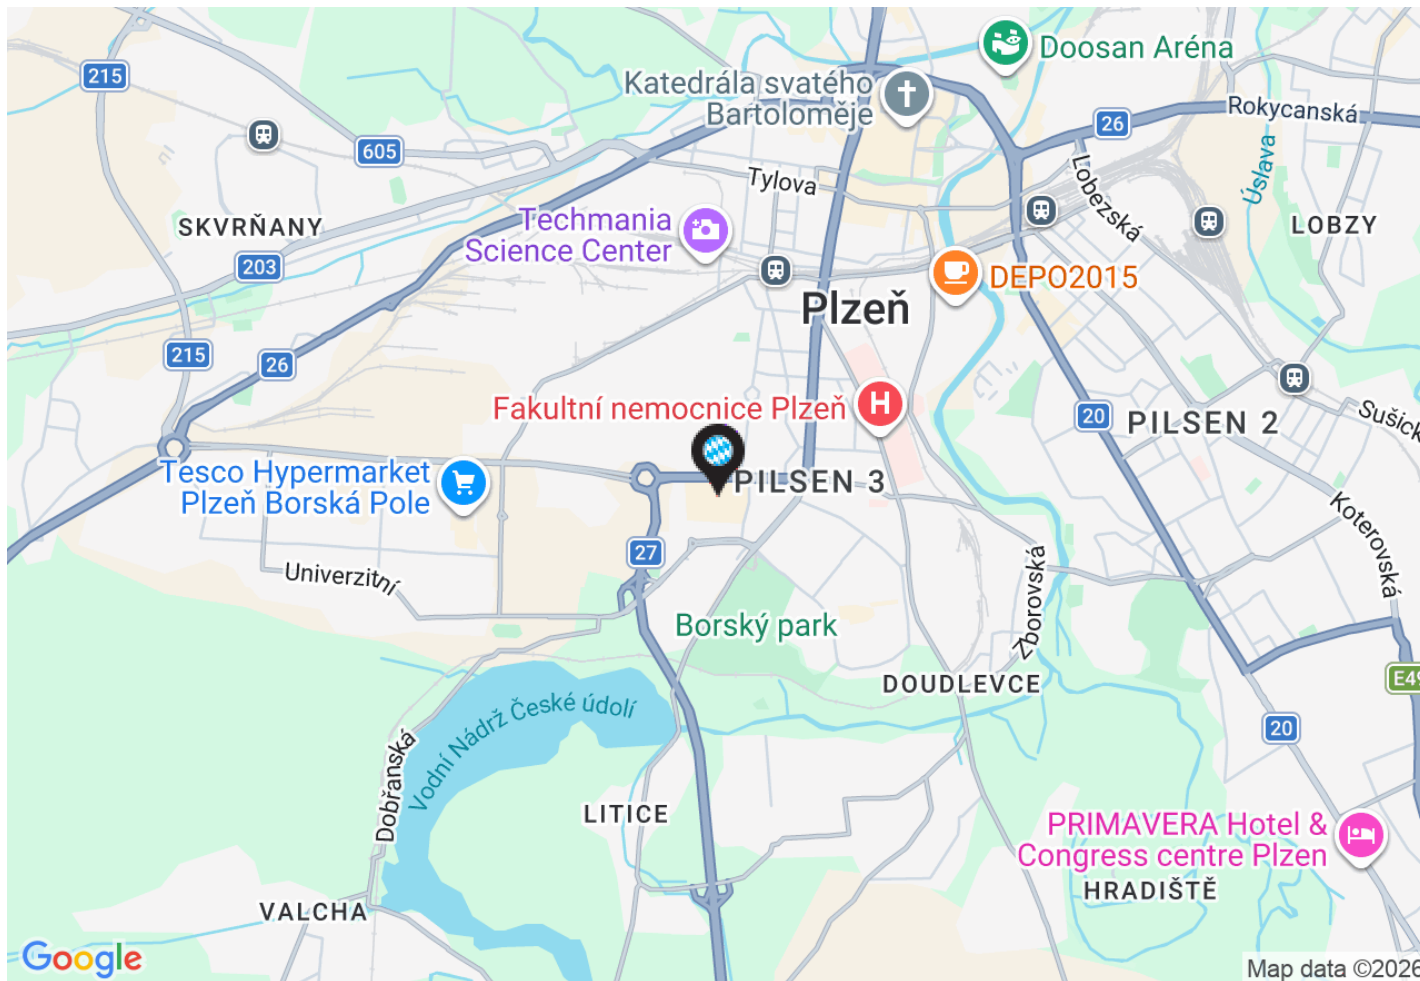 215
Doosan Aréna
Katedrála svatého
Bartoloměje
Rokycanská
26
605
Tylova
Lobezská
Úslava
Techmania
Science Center
SKVRŇANY
LOBZY
203
DEPO2015
Plzeň
215
26
Fakultní nemocnice Plzeň
H
20
PILSEN 2
Sušick
Tesco Hypermarket
Plzeň Borská Pole
PILSEN 3
Koterovská
27
Univerzitní
Zborovská
Borský park
DOUDLEVCE
E49
Vodní Nádrž České údolí
20
Dobřanská
LITICE
PRIMAVERA Hotel &
Congress centre Plzen
HRADIŠTĚ
VALCHA
Google
Map data ©2026